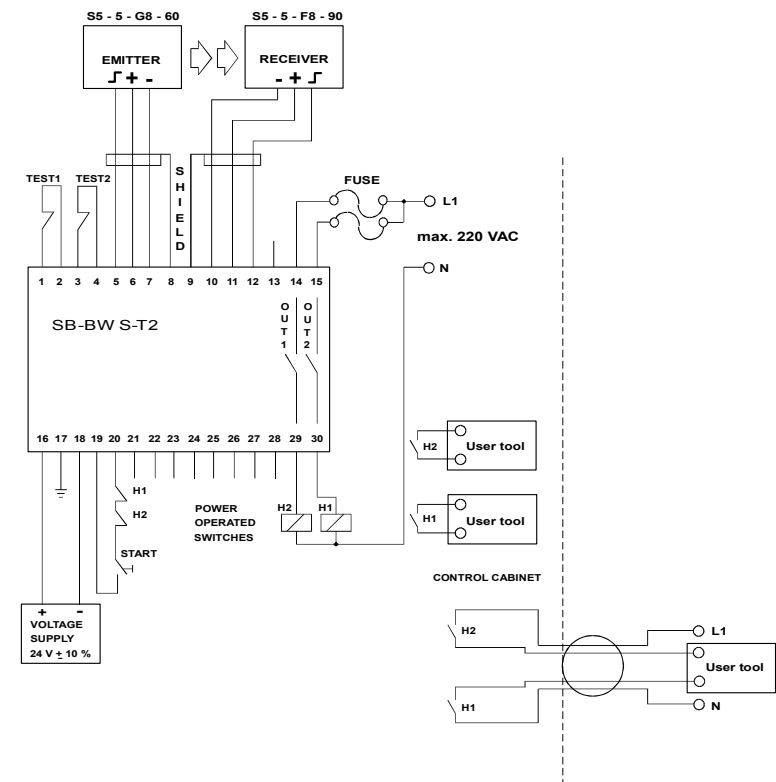 S5 - 5 - G8 - 60
S5 - 5 - F8 - 90
EMITTER
+ -
RECEIVER
- +
TEST1
TEST2
SHIELD
FUSE
L1
max. 220 VAC
N
1 2 3 4 5 6 7 8 9 10 11 12 13 14 15
SB-BW S-T2
OUT1
OUT2
16 17 18 19 20 21 22 23 24 25 26 27 28 29 30
H2
User tool
H1
User tool
H1
H2
START
POWER
OPERATED
SWITCHES
H2
H1
CONTROL CABINET
+ -
VOLTAGE
SUPPLY
24 V ± 10 %
H2
L1
User tool
H1
N